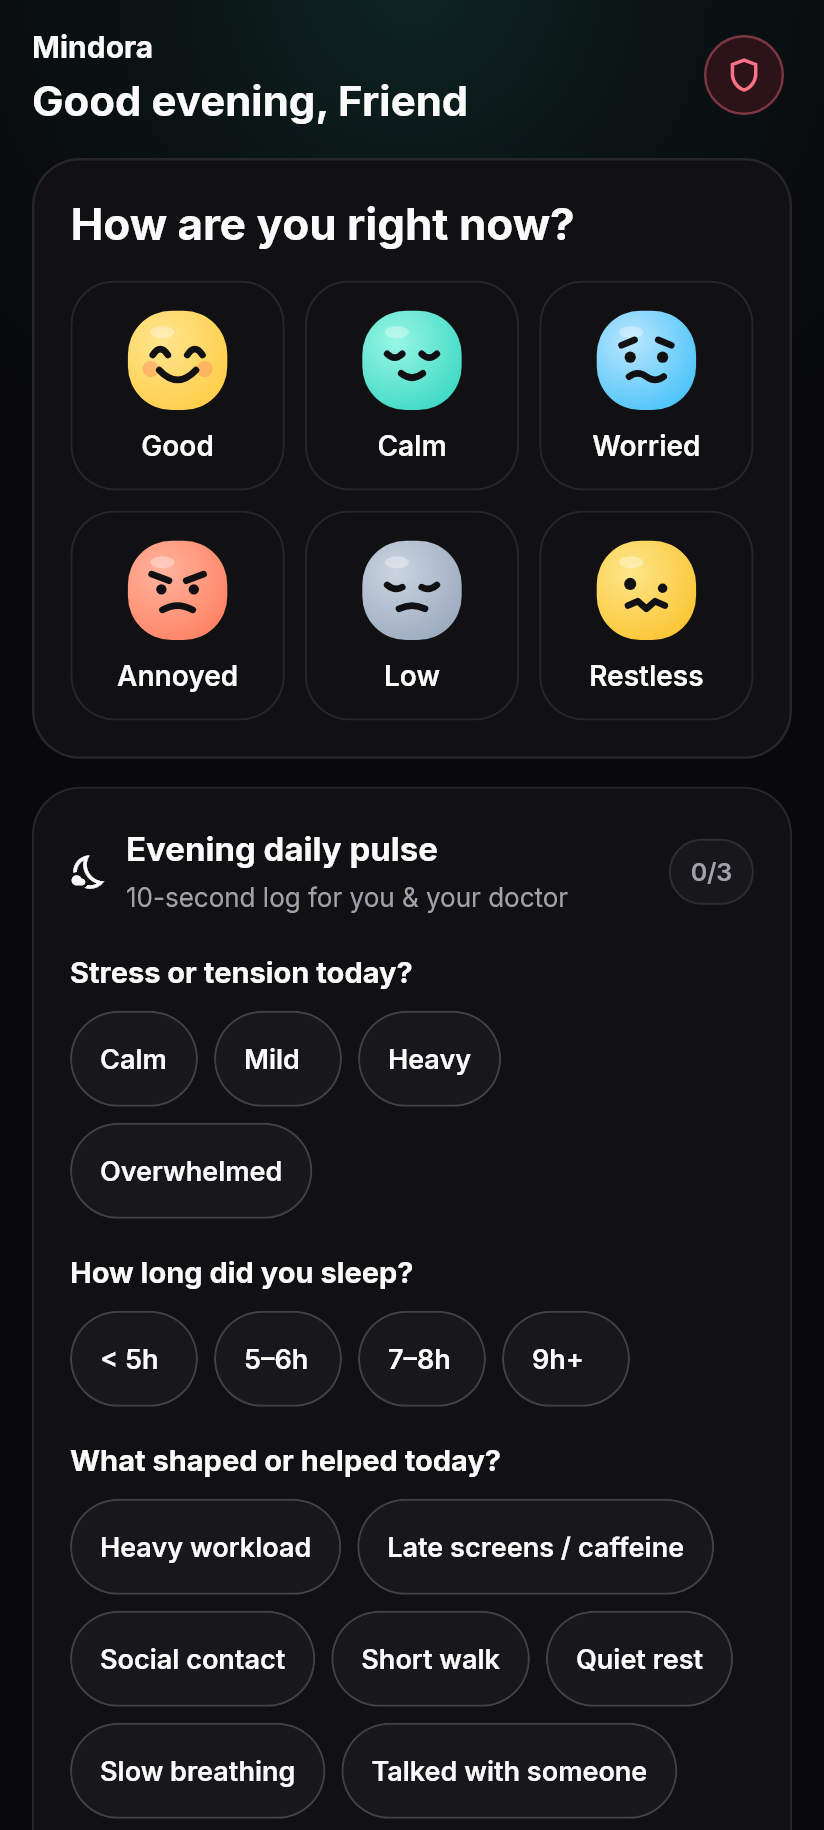 Mindora
Good evening, Friend
How are you right now?
Good Calm Worried
Annoyed Low Restless
Evening daily pulse
10-second log for you & your doctor
0/3
Stress or tension today?
Calm Mild Heavy
Overwhelmed
How long did you sleep?
< 5h 5–6h 7–8h 9h+
What shaped or helped today?
Heavy workload Late screens / caffeine
Social contact Short walk Quiet rest
Slow breathing Talked with someone